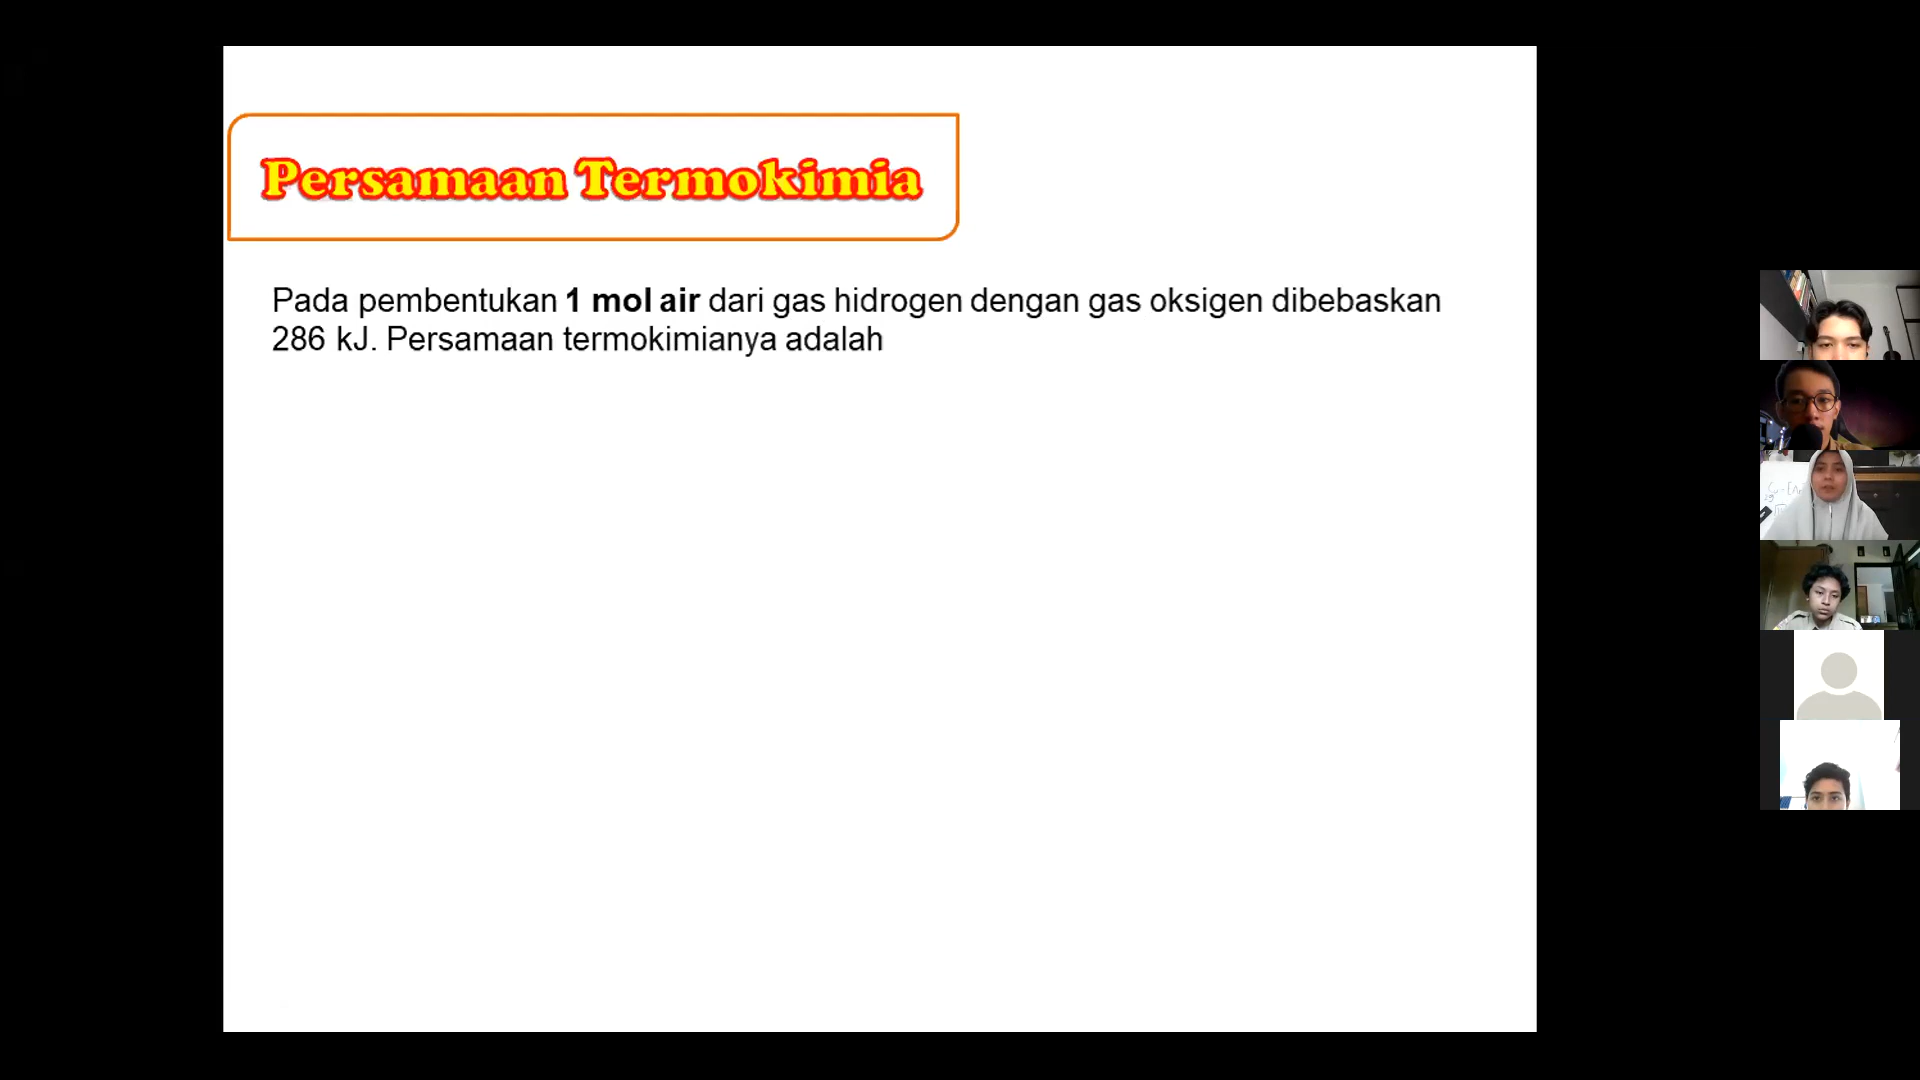 Persamaan Termokimia
Pada pembentukan 1 mol air dari gas hidrogen dengan gas oksigen dibebaskan
286 kJ. Persamaan termokimianya adalah